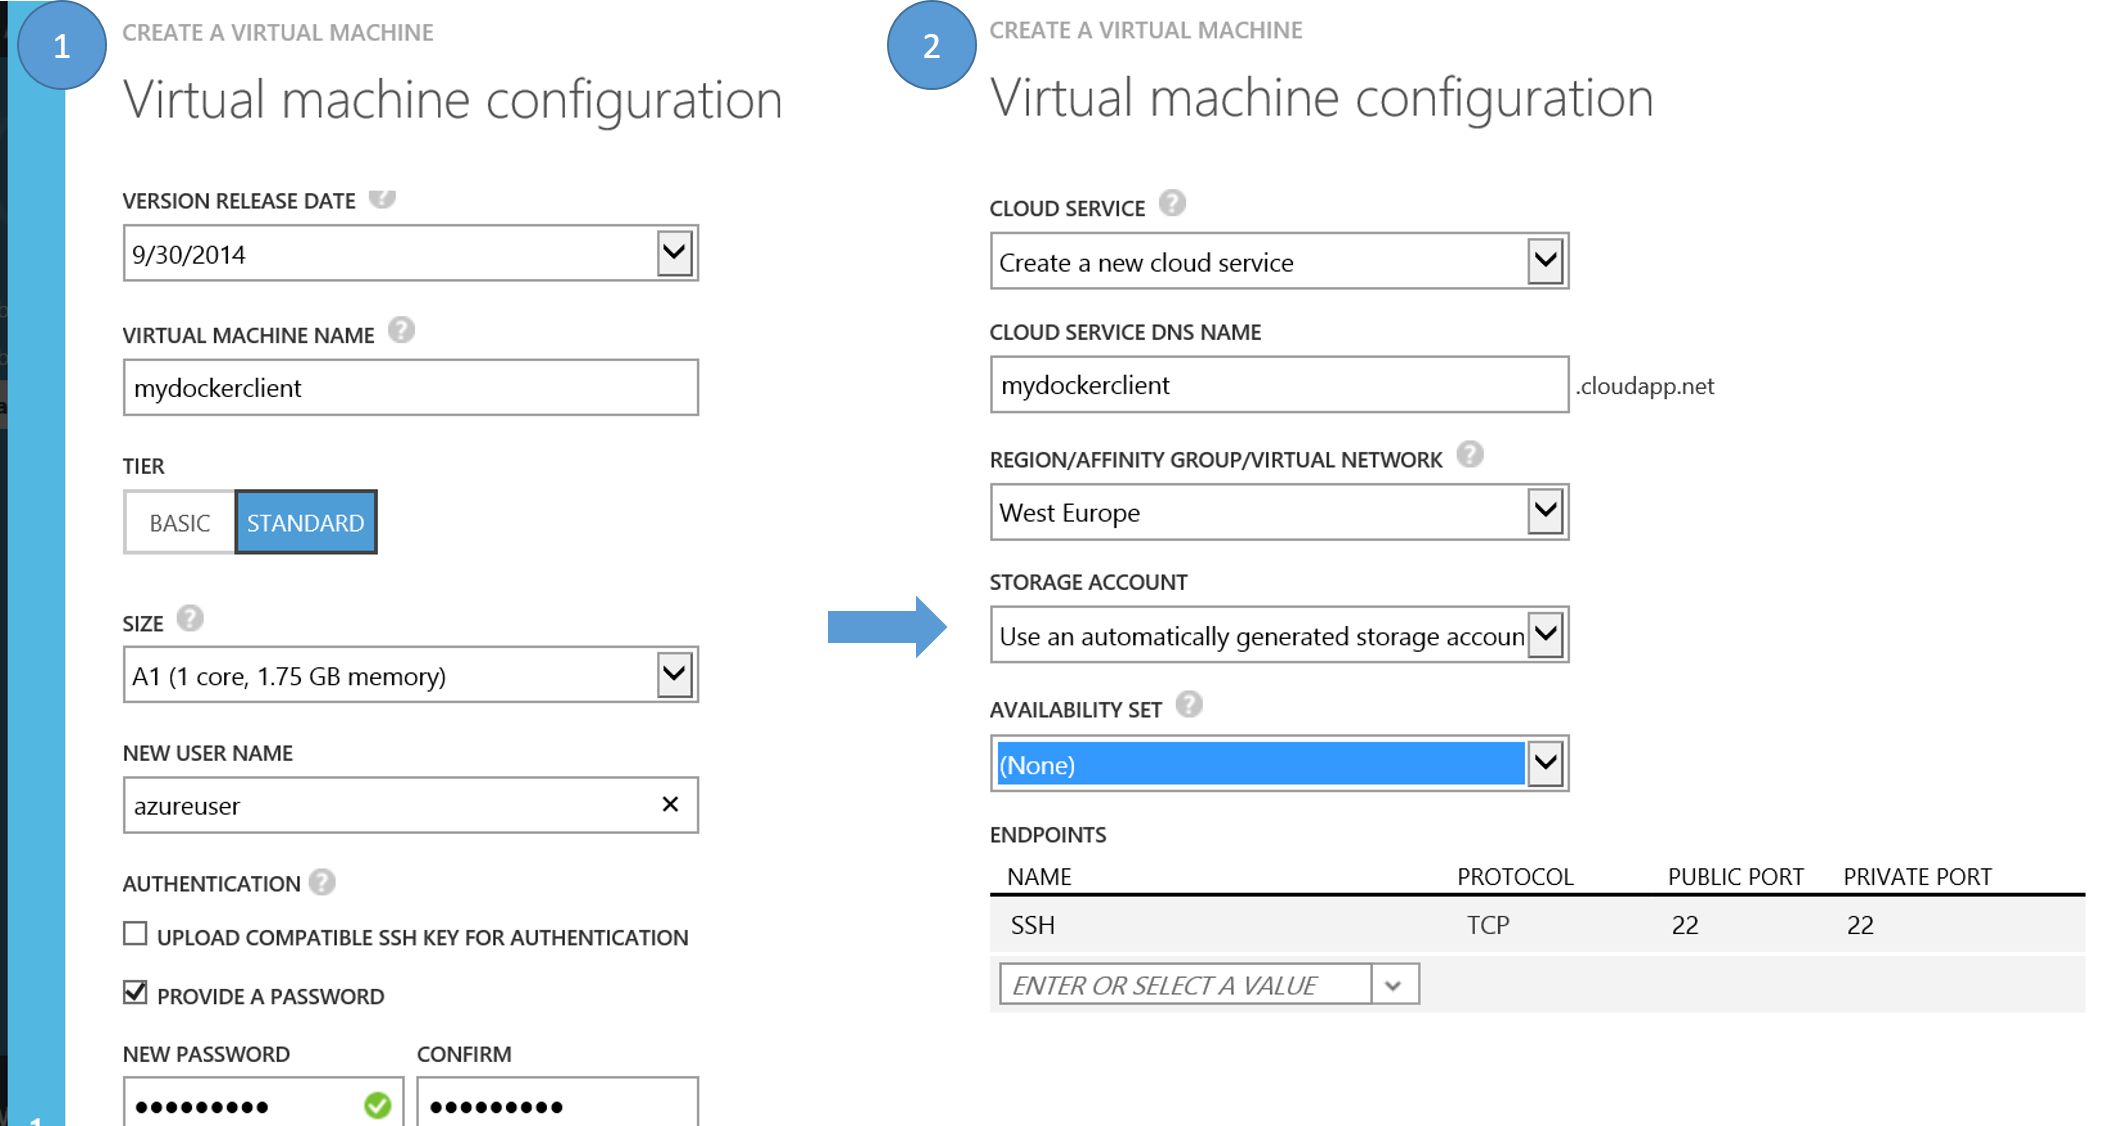 1
CREATE A VIRTUAL MACHINE
Virtual machine configuration
VERSION RELEASE DATE ?
9/30/2014
VIRTUAL MACHINE NAME ?
mydockerclient
TIER
BASIC STANDARD
SIZE ?
A1 (1 core, 1.75 GB memory)
NEW USER NAME
azureuser
AUTHENTICATION ?
UPLOAD COMPATIBLE SSH KEY FOR AUTHENTICATION
PROVIDE A PASSWORD
NEW PASSWORD CONFIRM
●●●●●●●●● ●●●●●●●●●
2
CREATE A VIRTUAL MACHINE
Virtual machine configuration
CLOUD SERVICE ?
Create a new cloud service
CLOUD SERVICE DNS NAME
mydockerclient .cloudapp.net
REGION/AFFINITY GROUP/VIRTUAL NETWORK ?
West Europe
STORAGE ACCOUNT
Use an automatically generated storage accoun
AVAILABILITY SET ?
(None)
ENDPOINTS
NAME PROTOCOL PUBLIC PORT PRIVATE PORT
SSH TCP 22 22
ENTER OR SELECT A VALUE